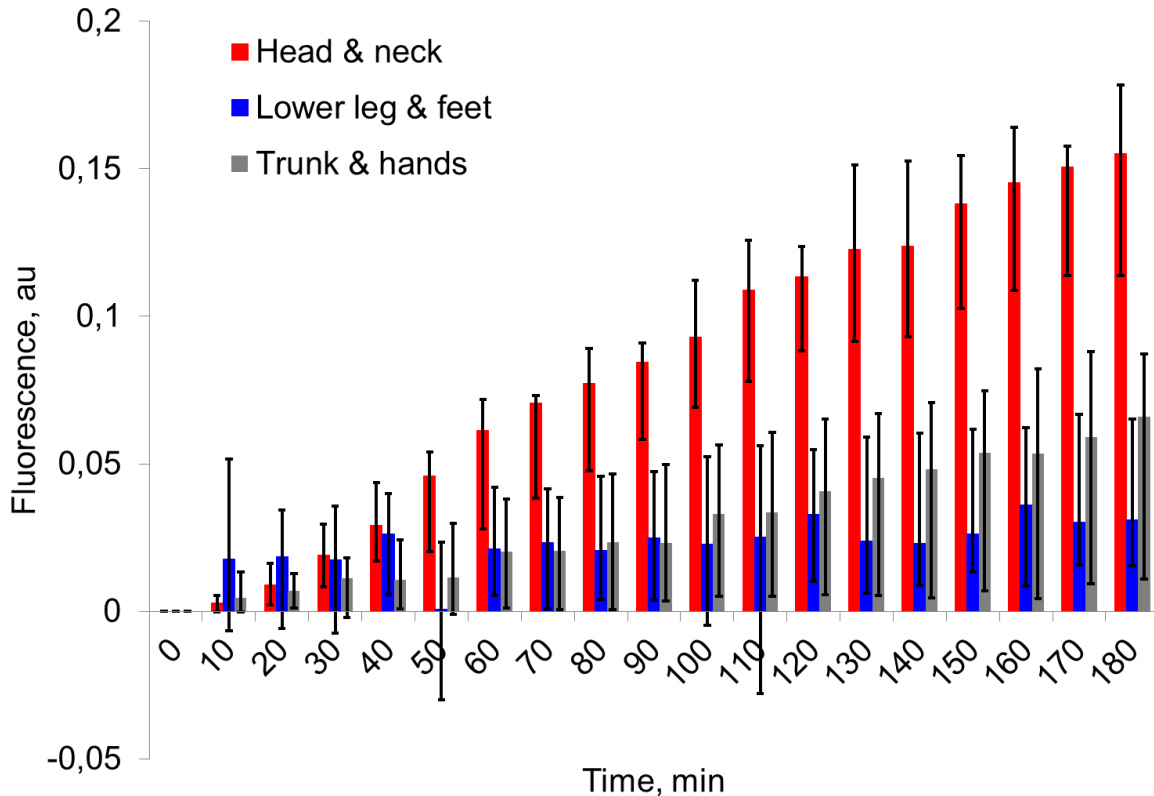 0,2
0,15
0,1
0,05
0
-0,05
Fluorescence, au
Head & neck
Lower leg & feet
Trunk & hands
0 10 20 30 40 50 60 70 80 90 100 110 120 130 140 150 160 170 180
Time, min